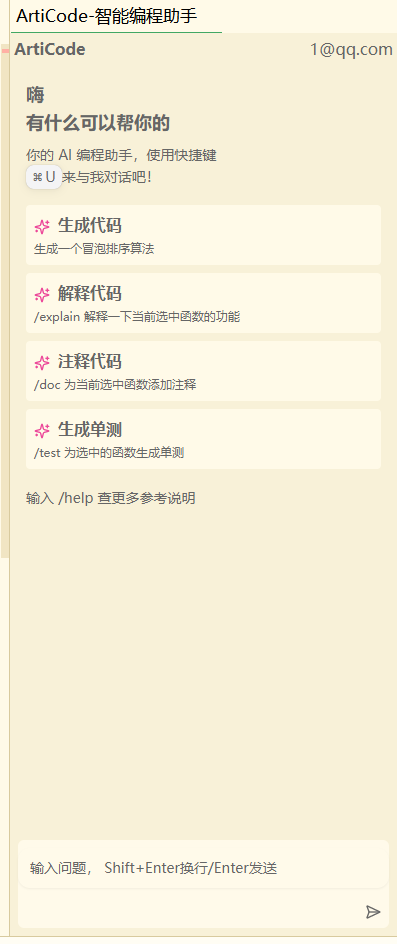 ArtiCode-智能编程助手
ArtiCode 1@qq.com
嗨
有什么可以帮你的
你的 AI 编程助手，使用快捷键
⌘ U 来与我对话吧！
生成代码
生成一个冒泡排序算法
解释代码
/explain 解释一下当前选中函数的功能
注释代码
/doc 为当前选中函数添加注释
生成单测
/test 为选中的函数生成单测
输入 /help 查更多参考说明
输入问题， Shift+Enter换行/Enter发送